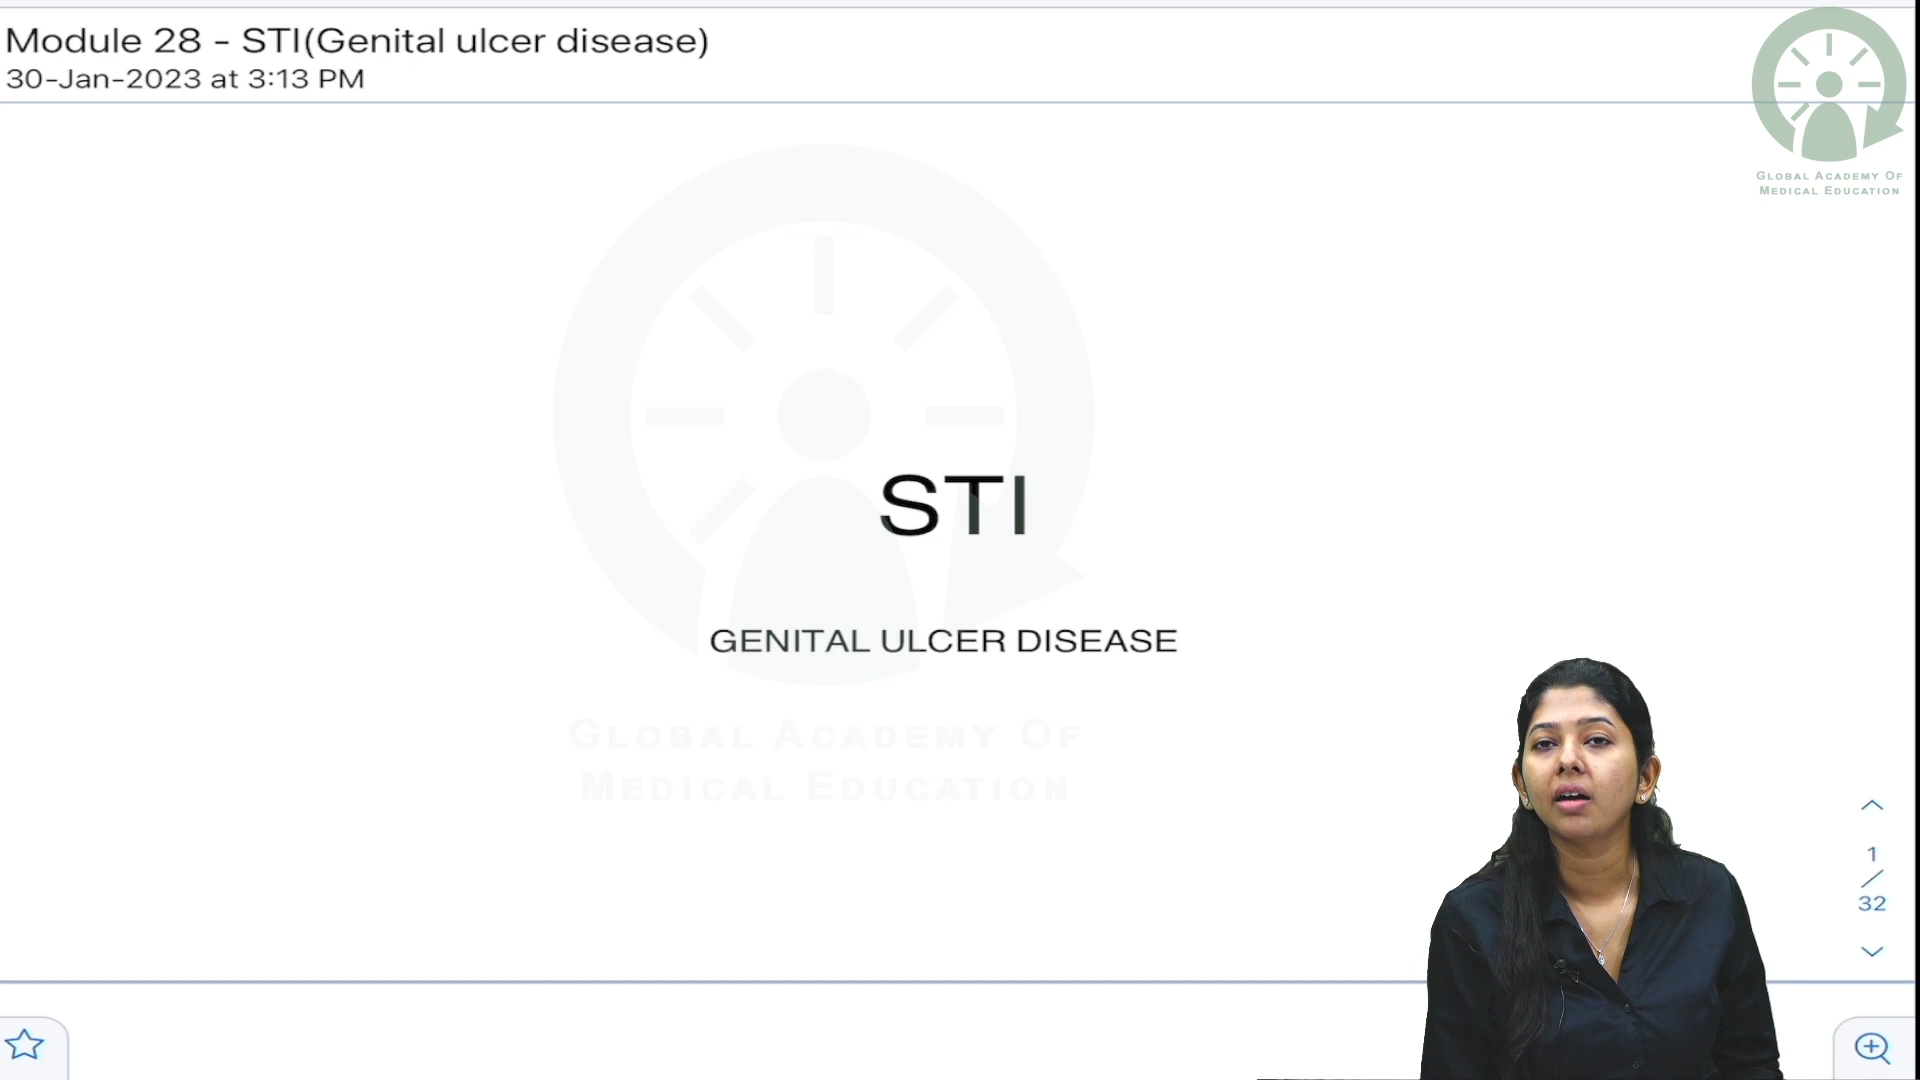 Module 28 - STI(Genital ulcer disease)
30-Jan-2023 at 3:13 PM
GLOBAL ACADEMY OF
MEDICAL EDUCATION
STI
GENITAL ULCER DISEASE
GLOBAL ACADEMY OF
MEDICAL EDUCATION
1
/
32